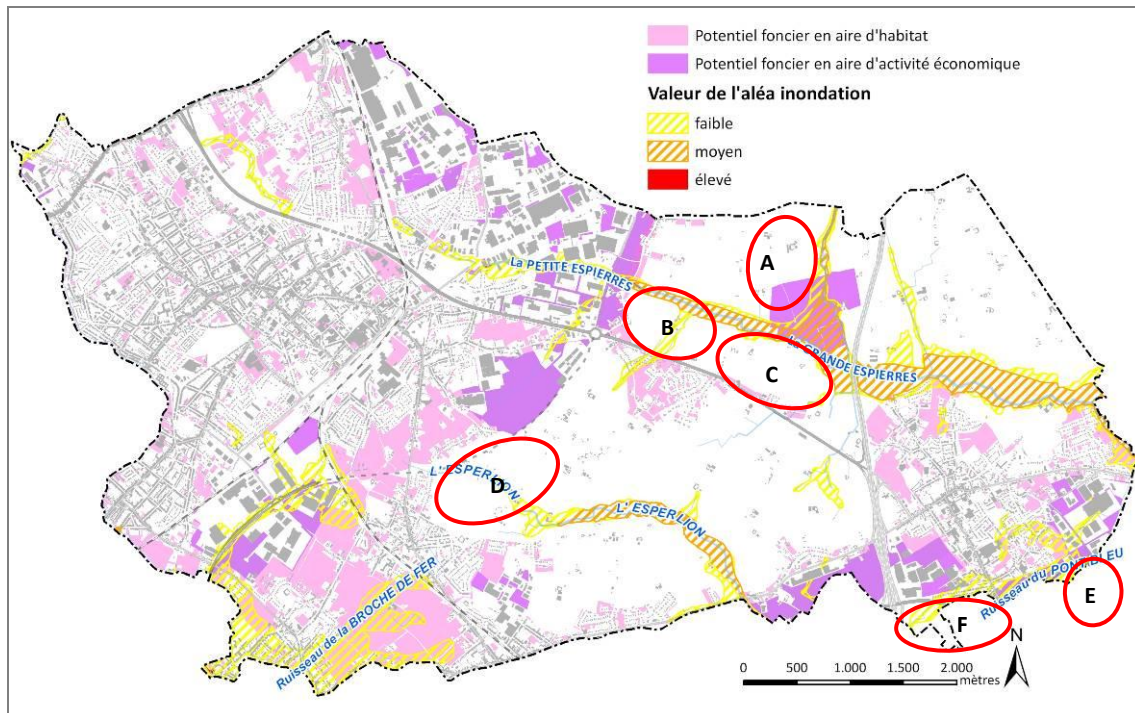 Potentiel foncier en aire d'habitat
Potentiel foncier en aire d'activité économique
Valeur de l'aléa inondation
faible
moyen
élevé
A
La PETITE ESPIERRES
B
la GRANDE ESPIERRES
C
L'ESPERLION
D
L'ESPERLION
Ruisseau de la BROCHE DE FER
Ruisseau du PONT BLEU
E
F
N
0 500 1.000 1.500 2.000
mètres